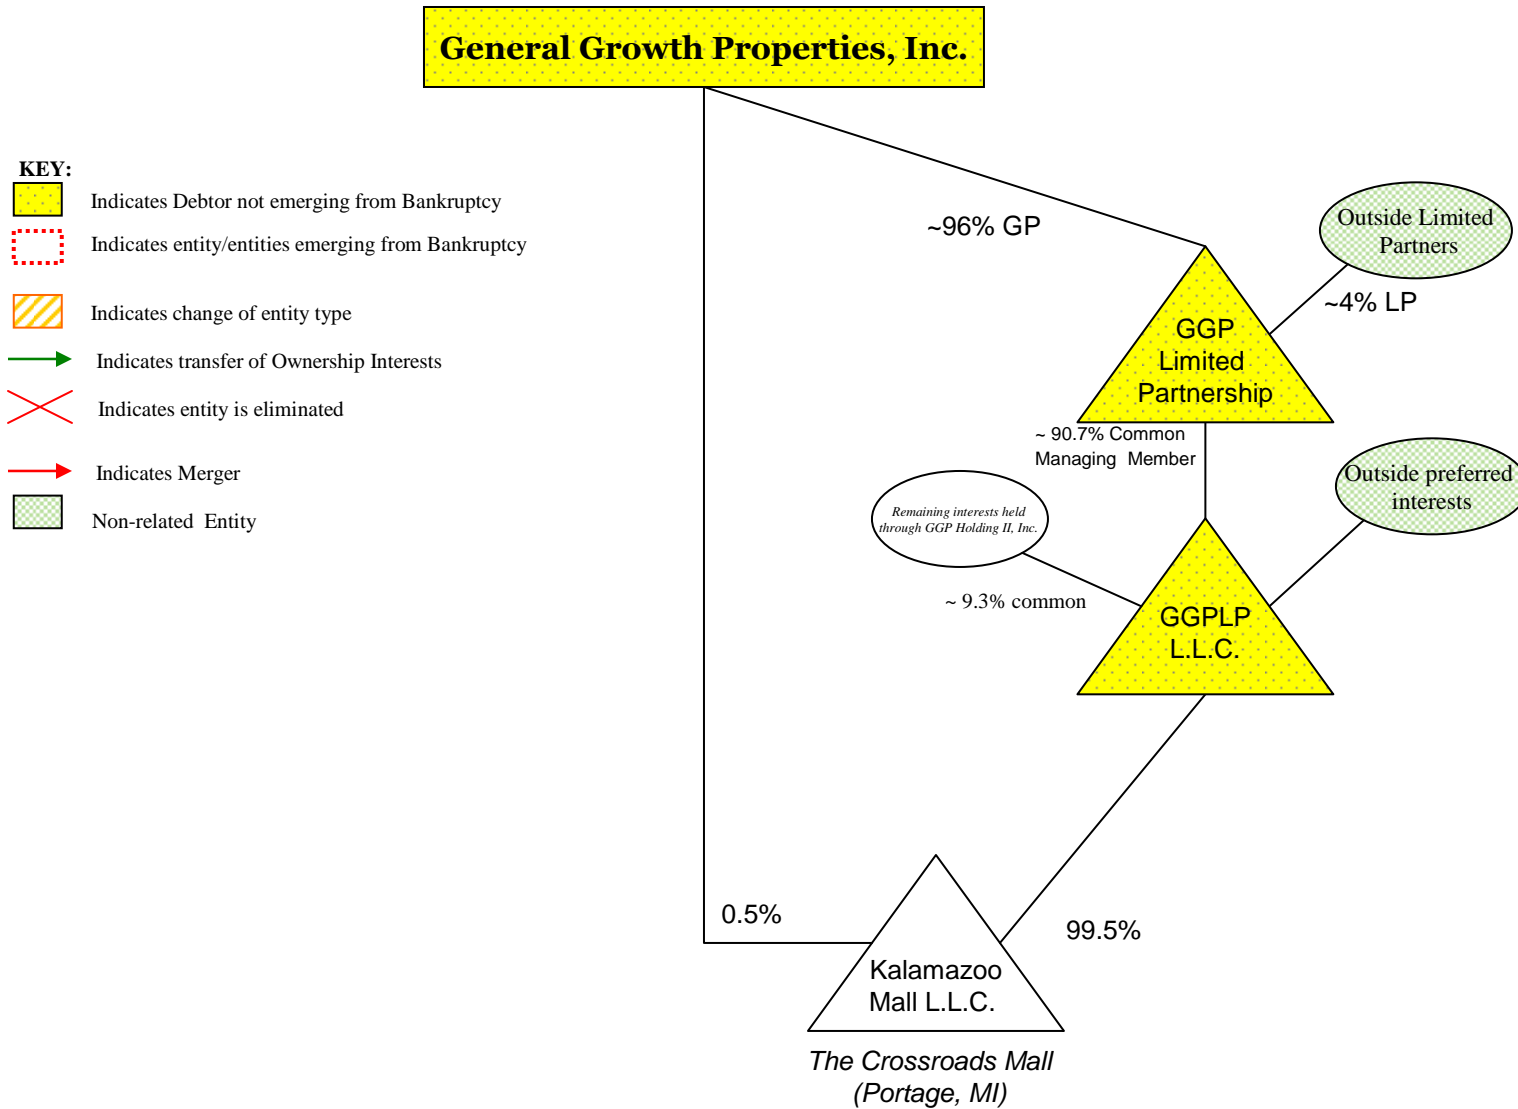 General Growth Properties, Inc.
KEY:
Indicates Debtor not emerging from Bankruptcy
Indicates entity/entities emerging from Bankruptcy
Indicates change of entity type
Indicates transfer of Ownership Interests
Indicates entity is eliminated
Indicates Merger
Non-related Entity
~96% GP
Outside Limited
Partners
~4% LP
GGP
Limited
Partnership
~ 90.7% Common
Managing Member
Remaining interests held
through GGP Holding II, Inc.
~ 9.3% common
Outside preferred
interests
GGPLP
L.L.C.
0.5%
99.5%
Kalamazoo
Mall L.L.C.
The Crossroads Mall
(Portage, MI)